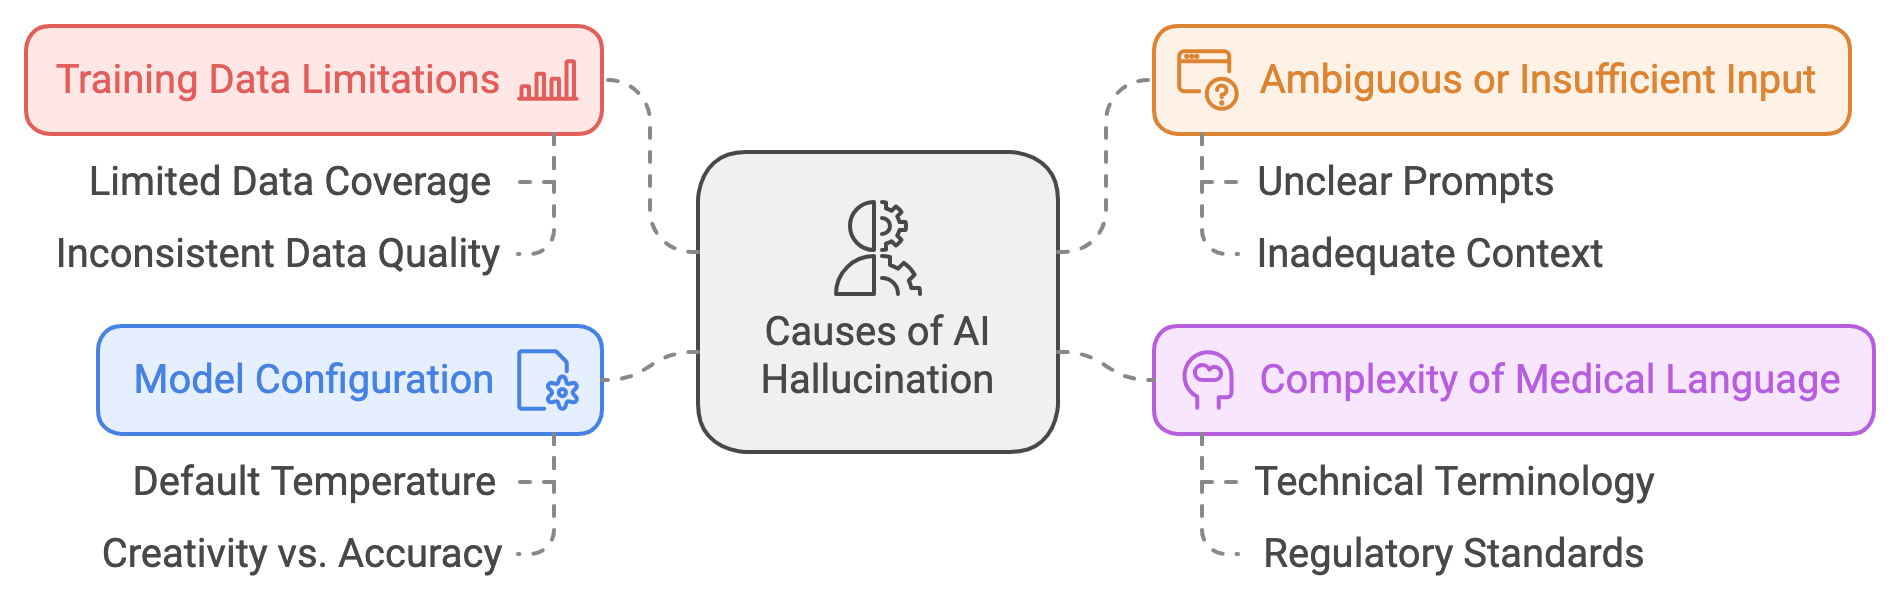 Training Data Limitations
Limited Data Coverage
Inconsistent Data Quality
Model Configuration
Default Temperature
Creativity vs. Accuracy
Causes of AI
Hallucination
Ambiguous or Insufficient Input
Unclear Prompts
Inadequate Context
Complexity of Medical Language
Technical Terminology
Regulatory Standards